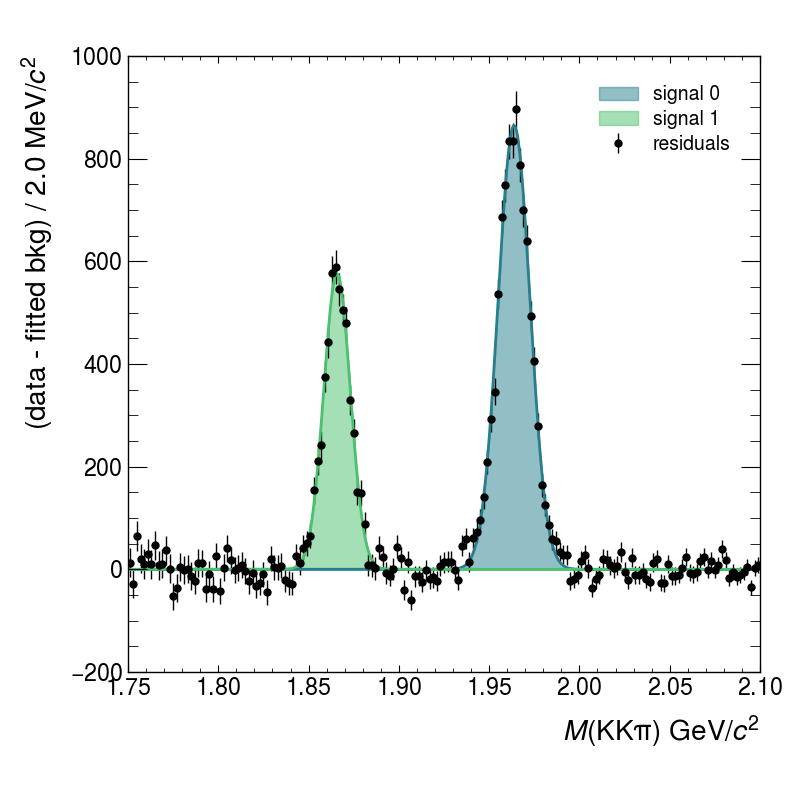 (data - fitted bkg) / 2.0 MeV/c²
1000
800
600
400
200
0
−200
signal 0
signal 1
residuals
1.75 1.80 1.85 1.90 1.95 2.00 2.05 2.10
M(KKπ) GeV/c²